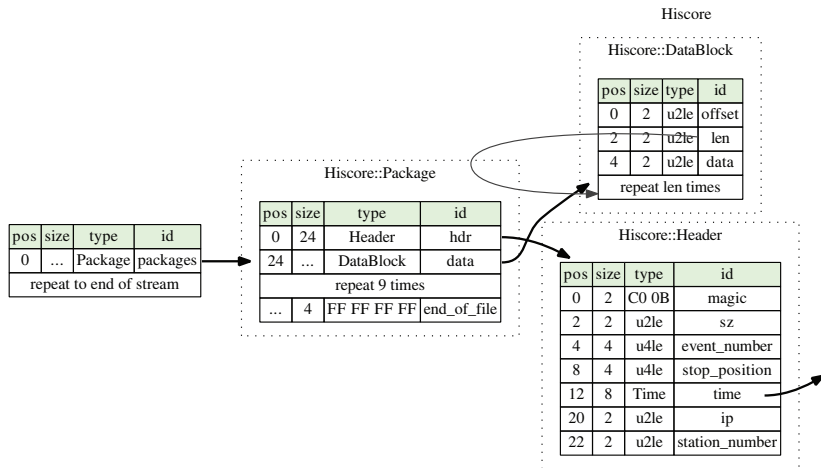 Hiscore
Hiscore::DataBlock
pos size type id
0 2 u2le offset
2 2 u2le len
4 2 u2le data
repeat len times
Hiscore::Package
pos size type id
0 24 Header hdr
24 ... DataBlock data
repeat 9 times
... 4 FF FF FF FF end_of_file
pos size type id
0 ... Package packages
repeat to end of stream
Hiscore::Header
pos size type id
0 2 C0 0B magic
2 2 u2le sz
4 4 u4le event_number
8 4 u4le stop_position
12 8 Time time
20 2 u2le ip
22 2 u2le station_number